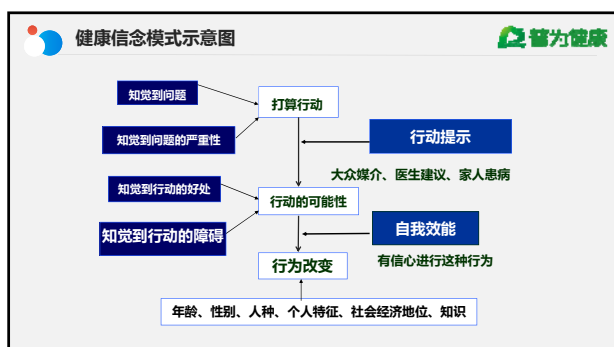 健康信念模式示意图
普为健康
知觉到问题
打算行动
知觉到问题的严重性
行动提示
大众媒介、医生建议、家人患病
知觉到行动的好处
行动的可能性
自我效能
知觉到行动的障碍
有信心进行这种行为
行为改变
年龄、性别、人种、个人特征、社会经济地位、知识